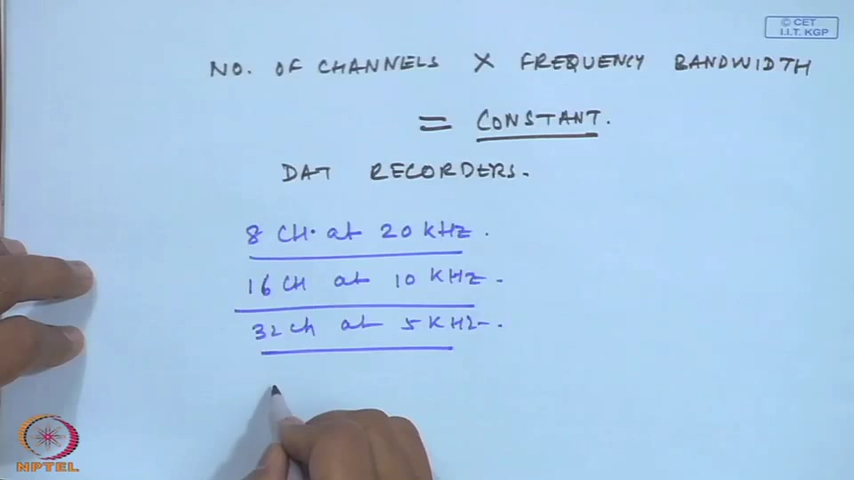 © CET
I.I.T. KGP
NO. OF CHANNELS X FREQUENCY BANDWIDTH
= CONSTANT.
DAT RECORDERS.
8 CH. at 20 KHz.
16 CH at 10 KHz.
32 Ch at 5 KHz.
NPTEL